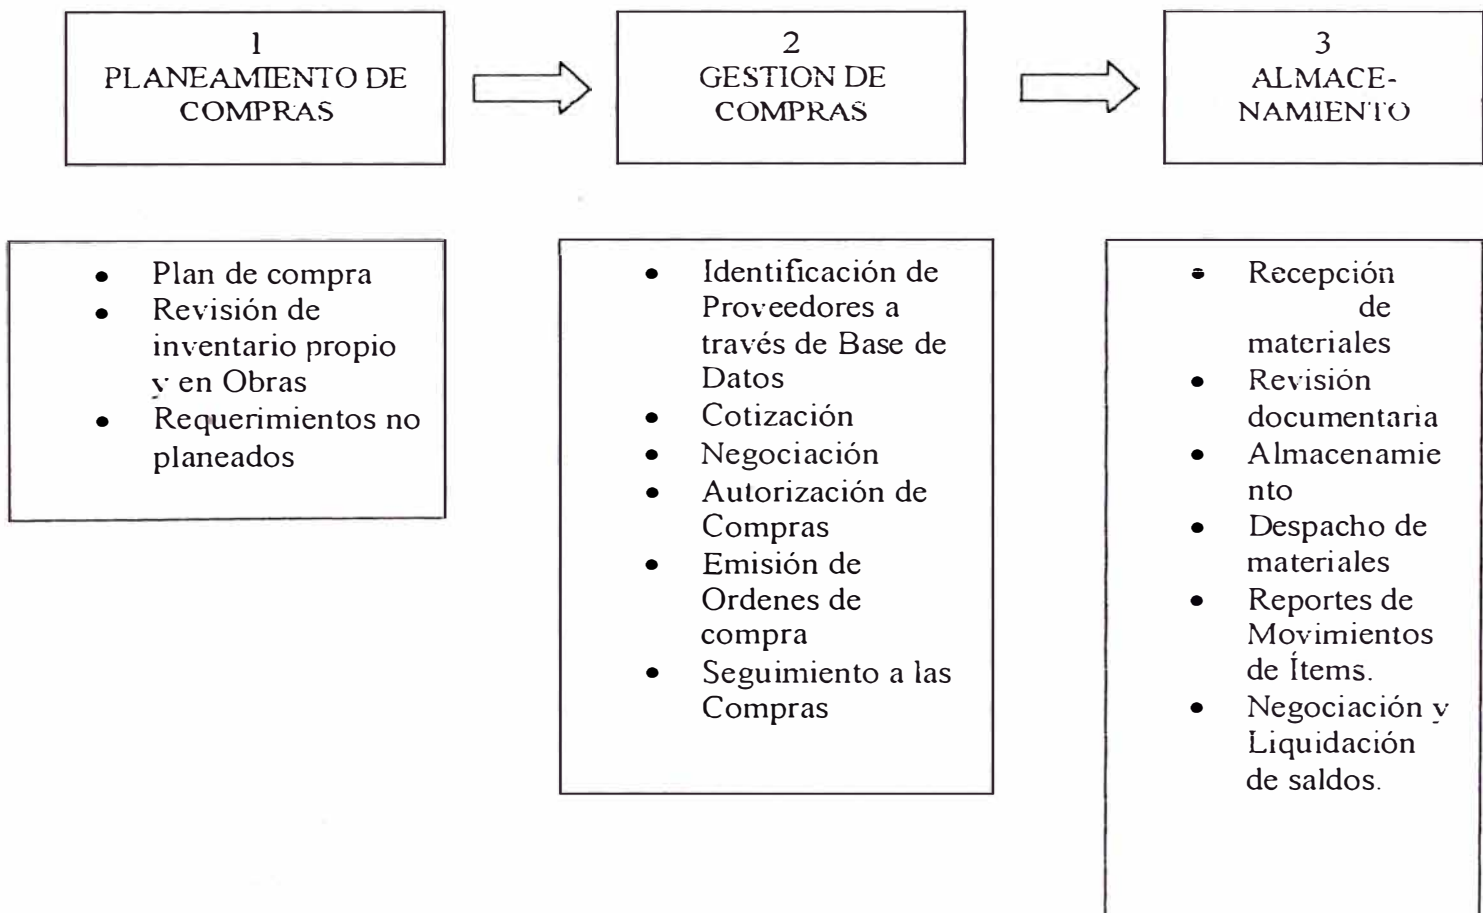 1
PLANEAMIENTO DE
COMPRAS
2
GESTION DE
COMPRAS
3
ALMACE-
NAMIENTO
• Plan de compra
• Revisión de
inventario propio
y en Obras
• Requerimientos no
planeados
• Identificación de
Proveedores a
través de Base de
Datos
• Cotización
• Negociación
• Autorización de
Compras
• Emisión de
Ordenes de
compra
• Seguimiento a las
Compras
• Recepción
de
materiales
• Revisión
documentaria
• Almacenamie
nto
• Despacho de
materiales
• Reportes de
Movimientos
de Ítems.
• Negociación y
Liquidación
de saldos.